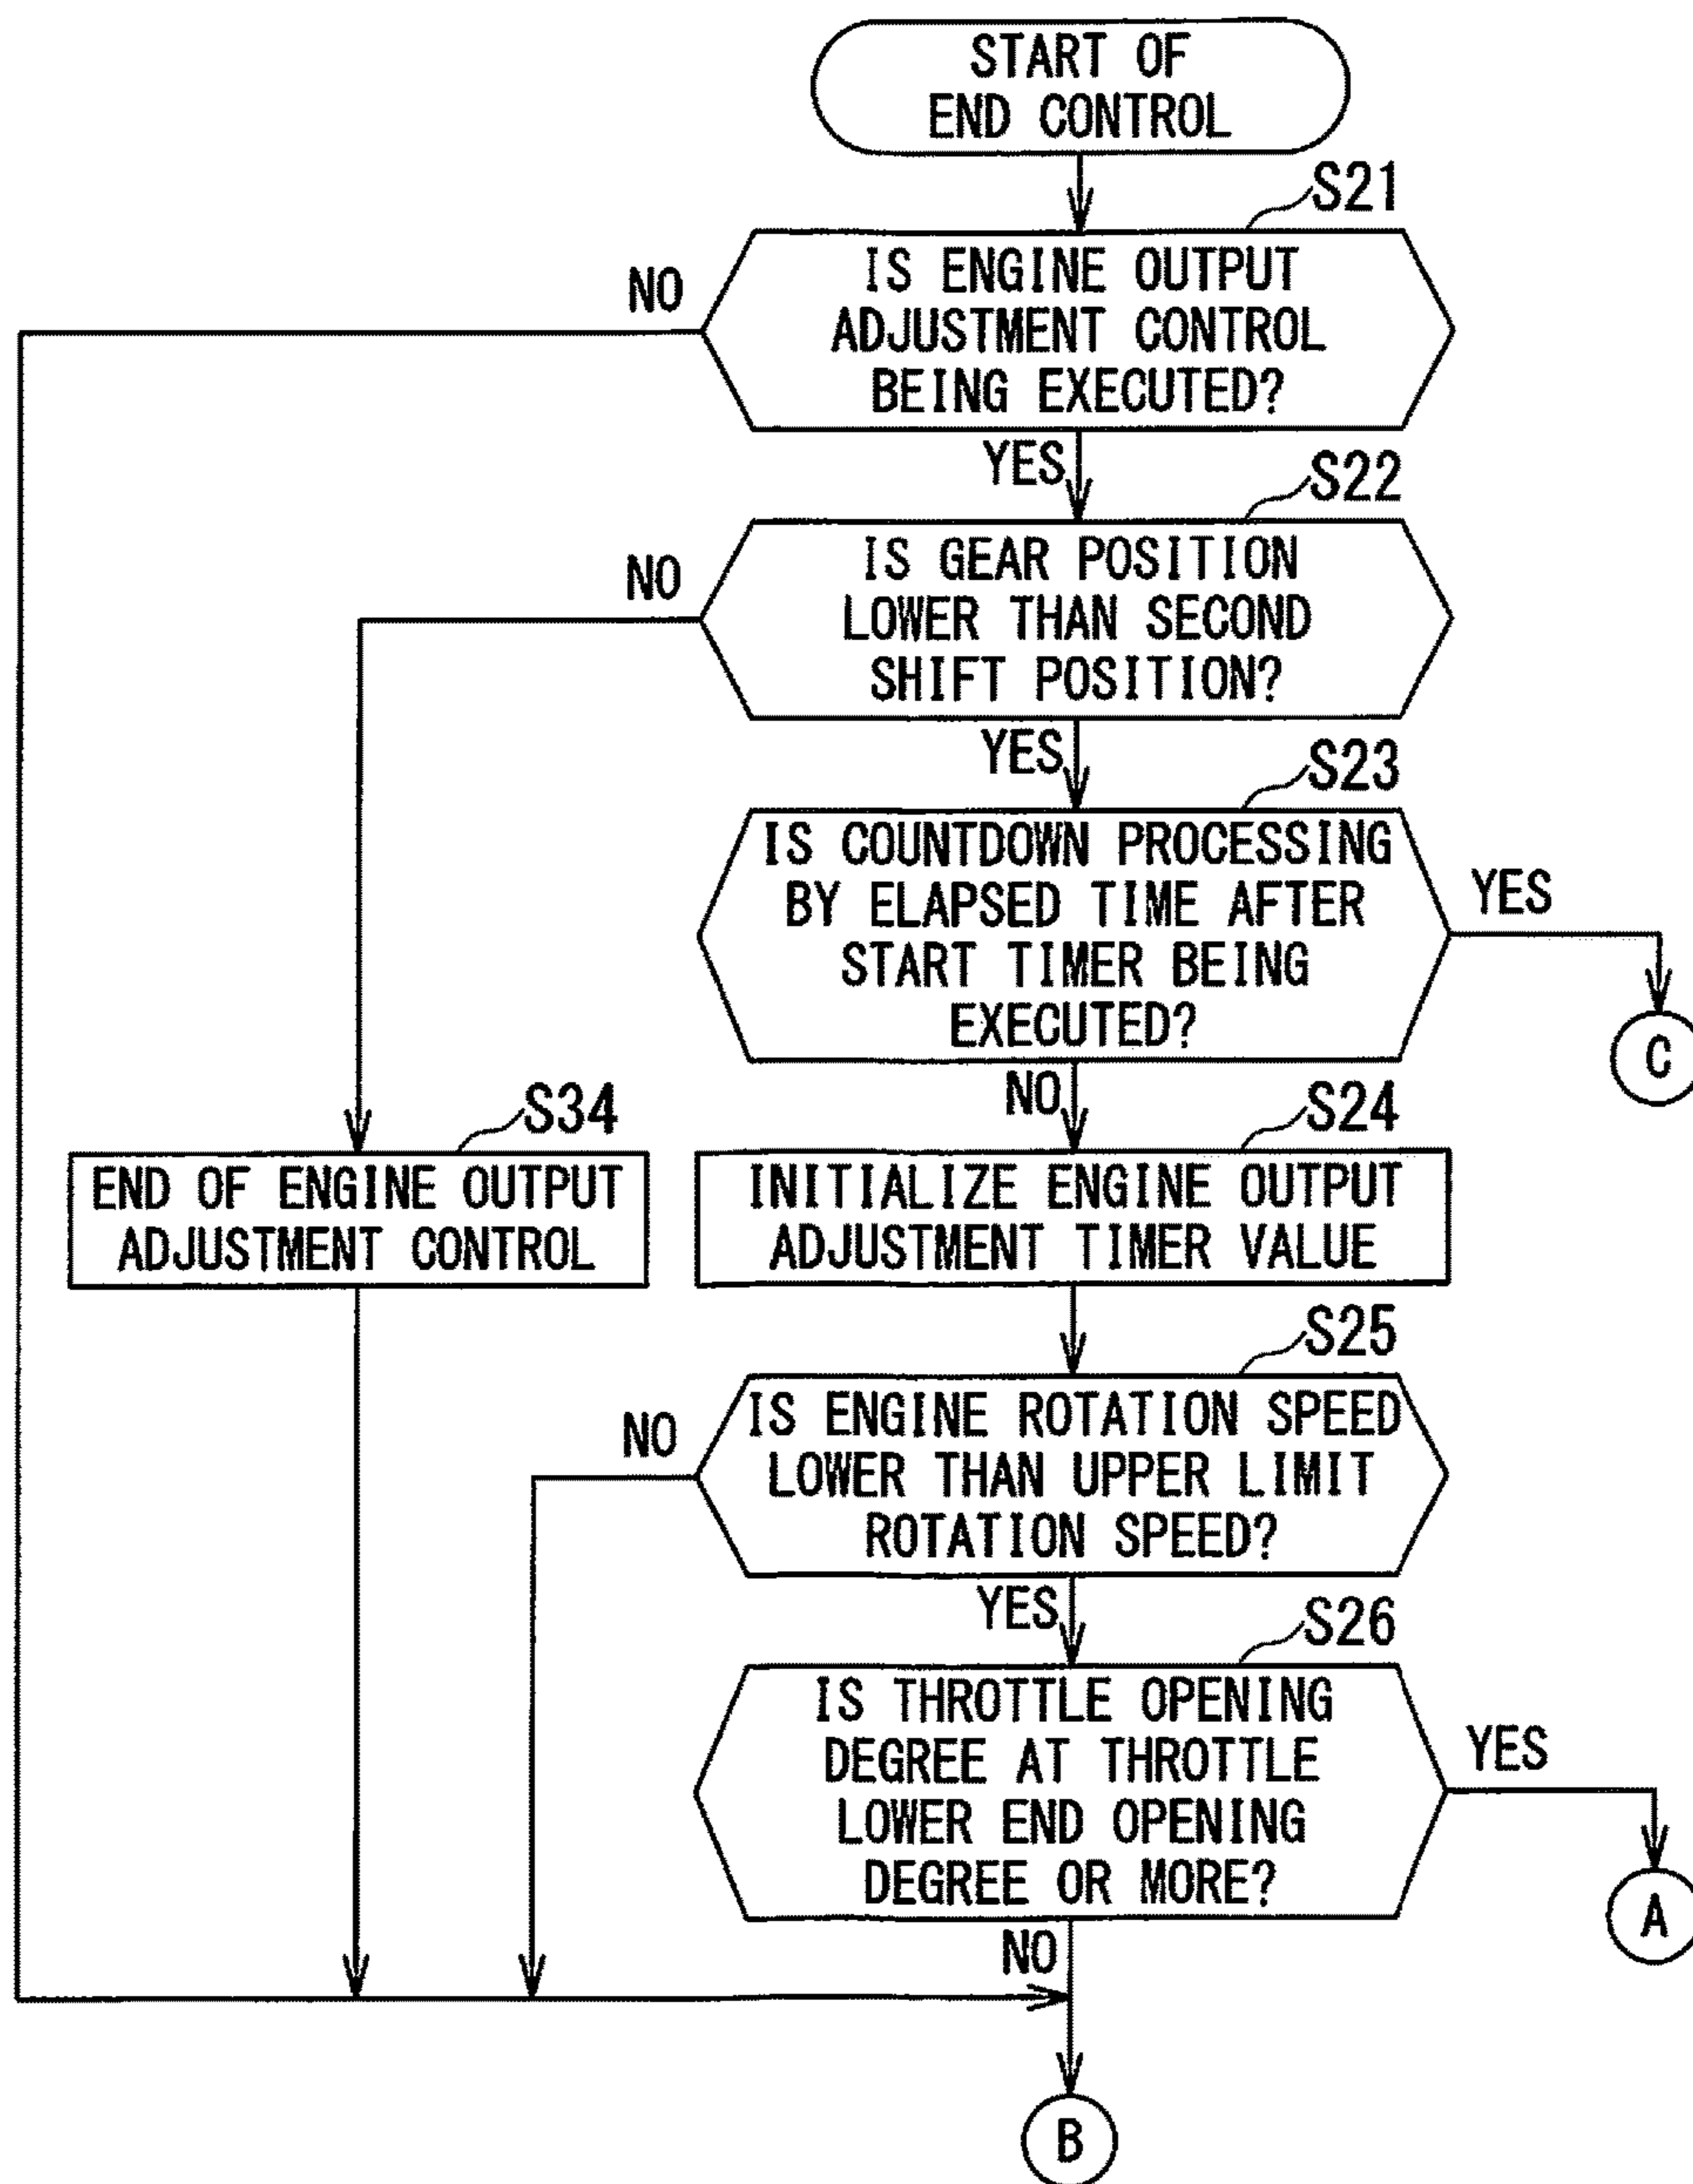 START OF
END CONTROL
S21
IS ENGINE OUTPUT
ADJUSTMENT CONTROL
BEING EXECUTED?
NO
YES
S22
IS GEAR POSITION
LOWER THAN SECOND
SHIFT POSITION?
NO
YES
S23
IS COUNTDOWN PROCESSING
BY ELAPSED TIME AFTER
START TIMER BEING
EXECUTED?
YES
C
NO
S34
END OF ENGINE OUTPUT
ADJUSTMENT CONTROL
S24
INITIALIZE ENGINE OUTPUT
ADJUSTMENT TIMER VALUE
S25
IS ENGINE ROTATION SPEED
LOWER THAN UPPER LIMIT
ROTATION SPEED?
NO
YES
S26
IS THROTTLE OPENING
DEGREE AT THROTTLE
LOWER END OPENING
DEGREE OR MORE?
YES
A
NO
B